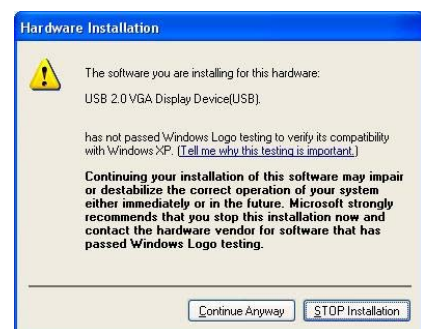 Hardware Installation
The software you are installing for this hardware:
USB 2.0 VGA Display Device(USB).
has not passed Windows Logo testing to verify its compatibility
with Windows XP. (Tell me why this testing is important.)
Continuing your installation of this software may impair
or destabilize the correct operation of your system
either immediately or in the future. Microsoft strongly
recommends that you stop this installation now and
contact the hardware vendor for software that has
passed Windows Logo testing.
Continue Anyway
STOP Installation